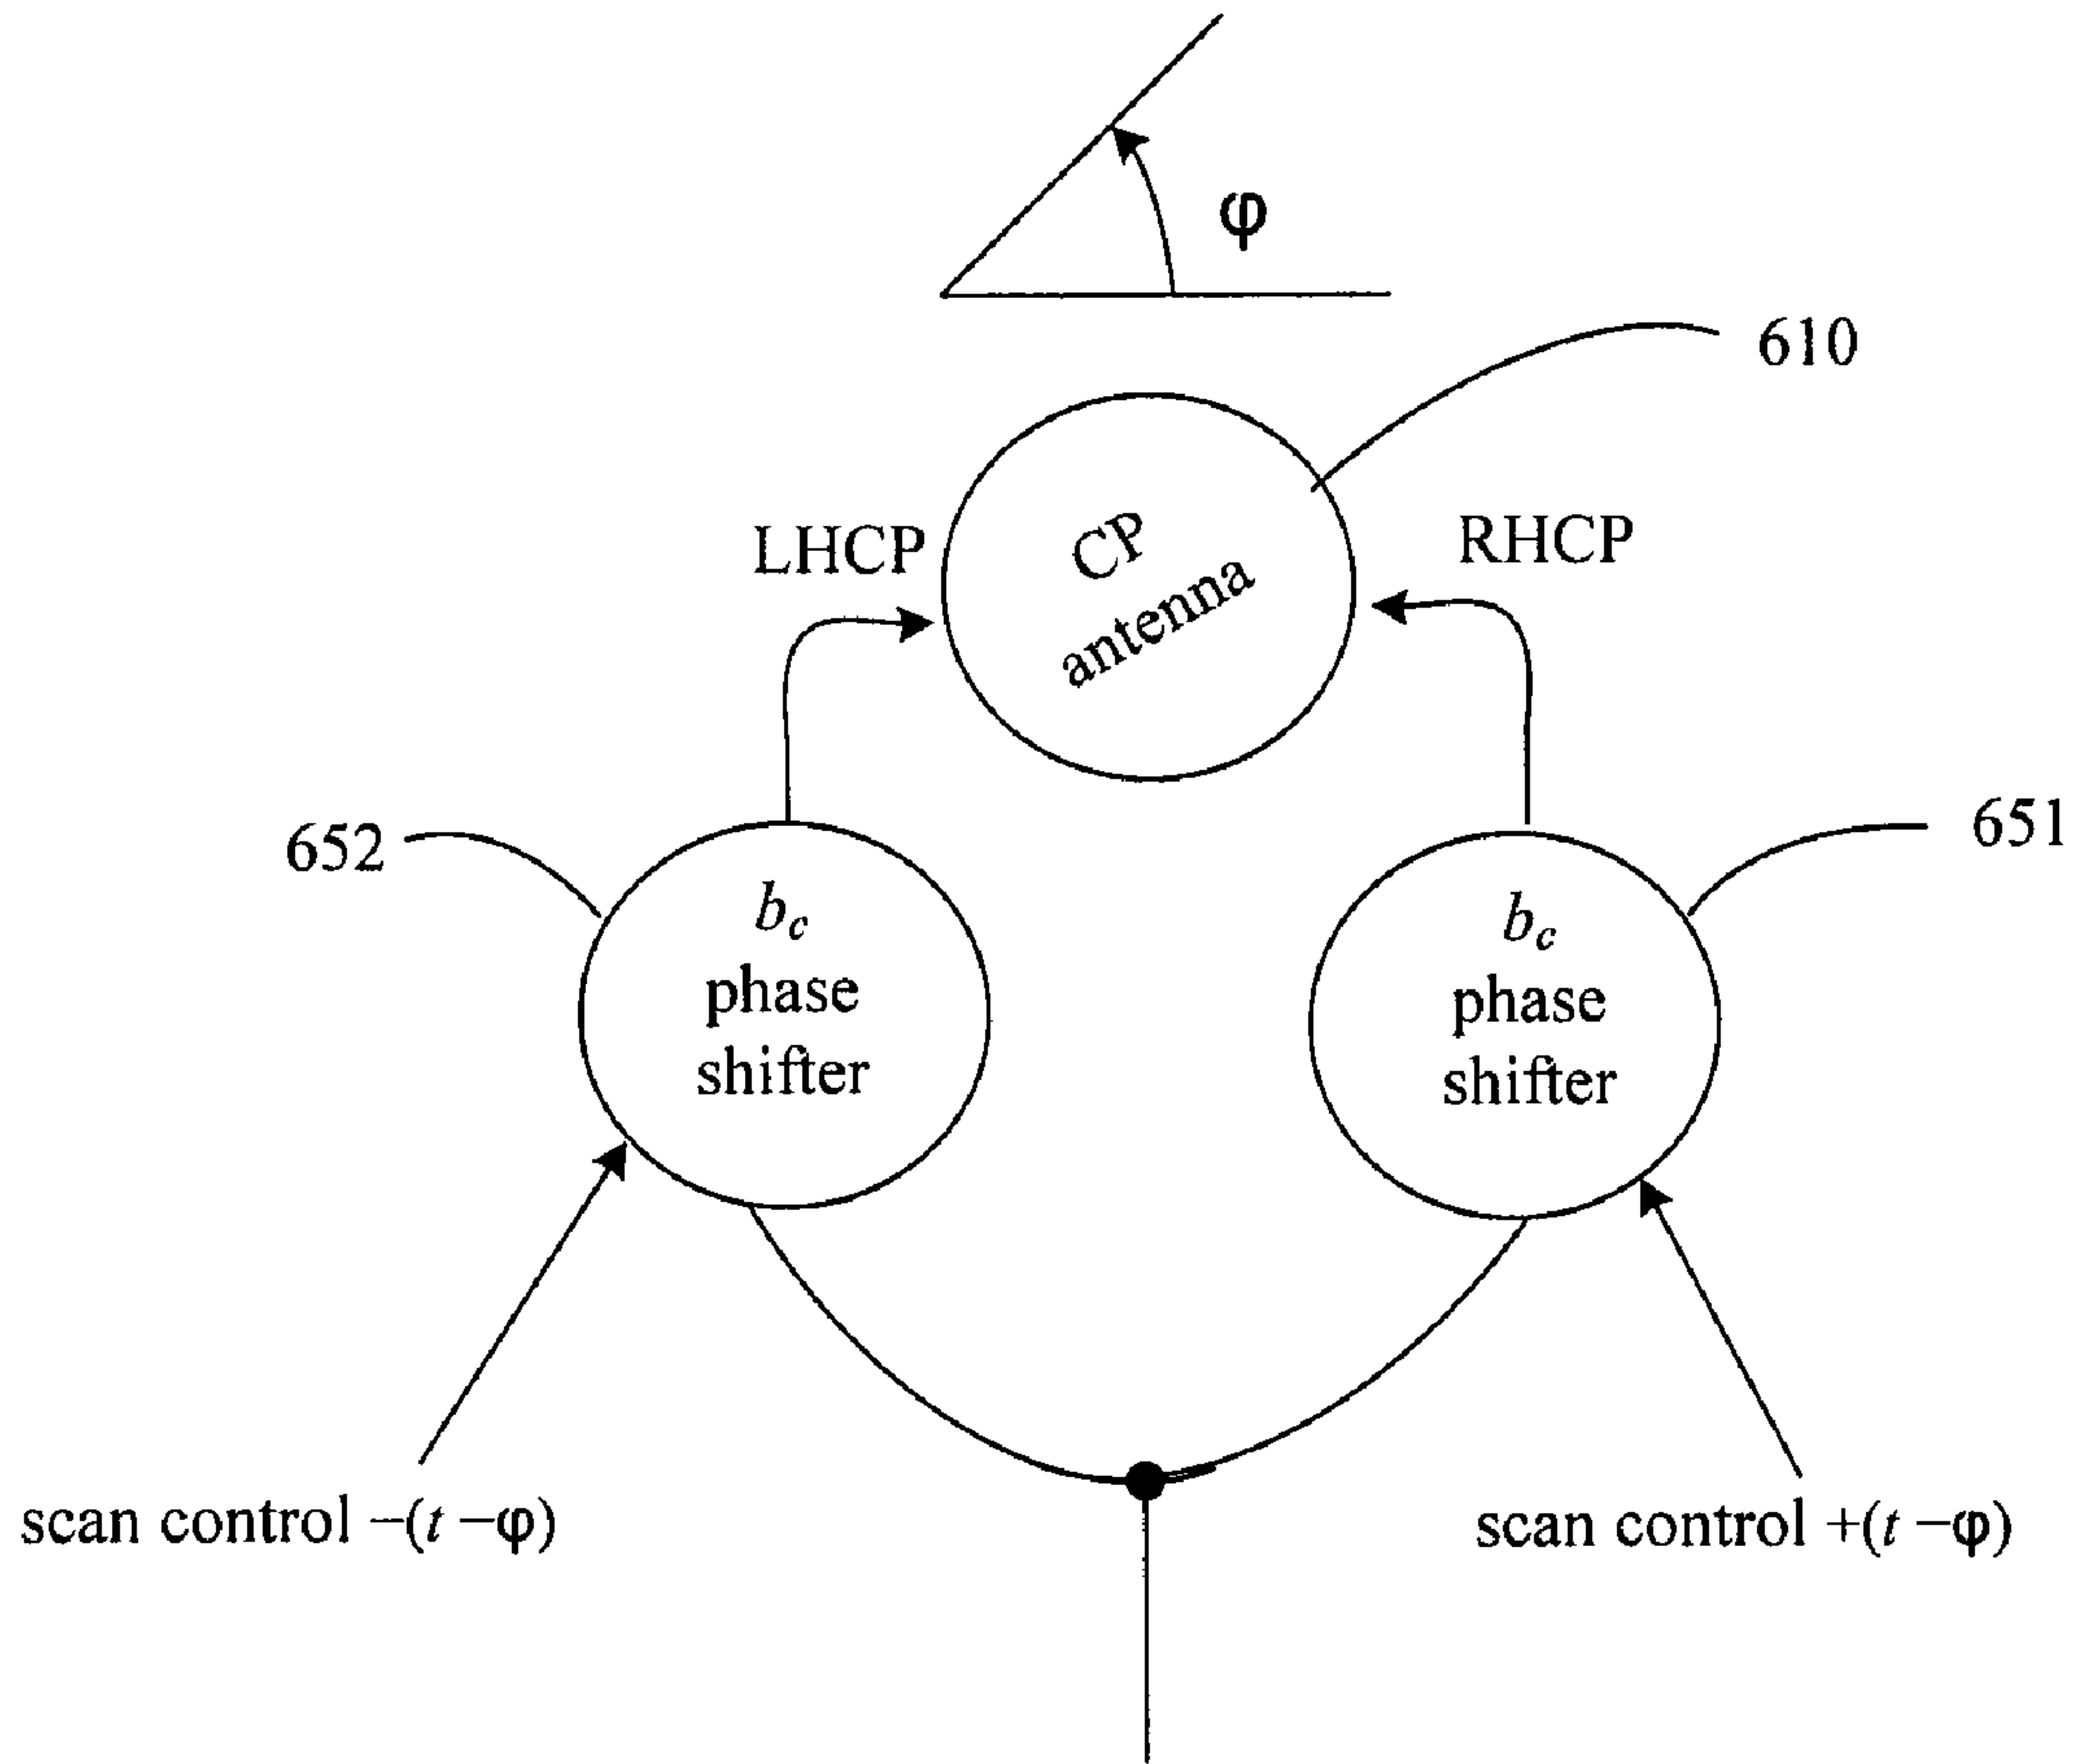 φ
610
LHCP
CP
antenna
RHCP
652
651
b_c
phase
shifter
b_c
phase
shifter
scan control −(t −φ)
scan control +(t −φ)